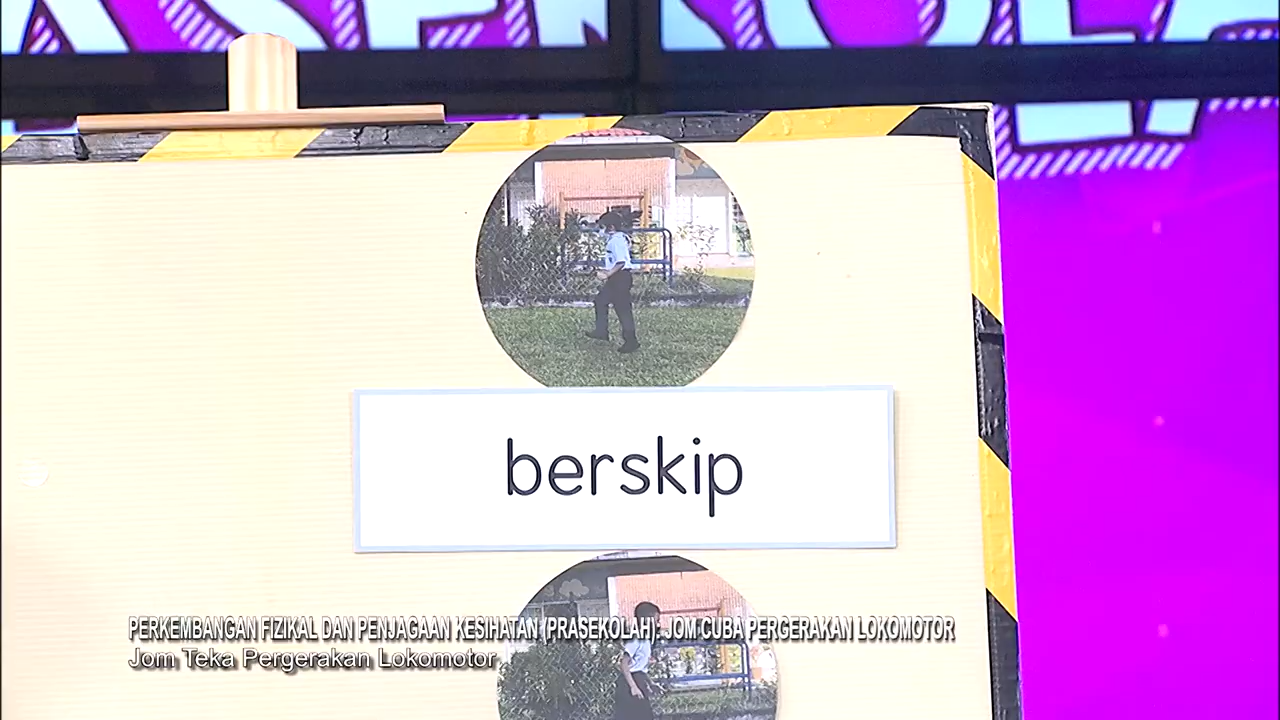 berskip
PERKEMBANGAN FIZIKAL DAN PENJAGAAN KESIHATAN (PRASEKOLAH): JOM CUBA PERGERAKAN LOKOMOTOR
Jom Teka Pergerakan Lokomotor